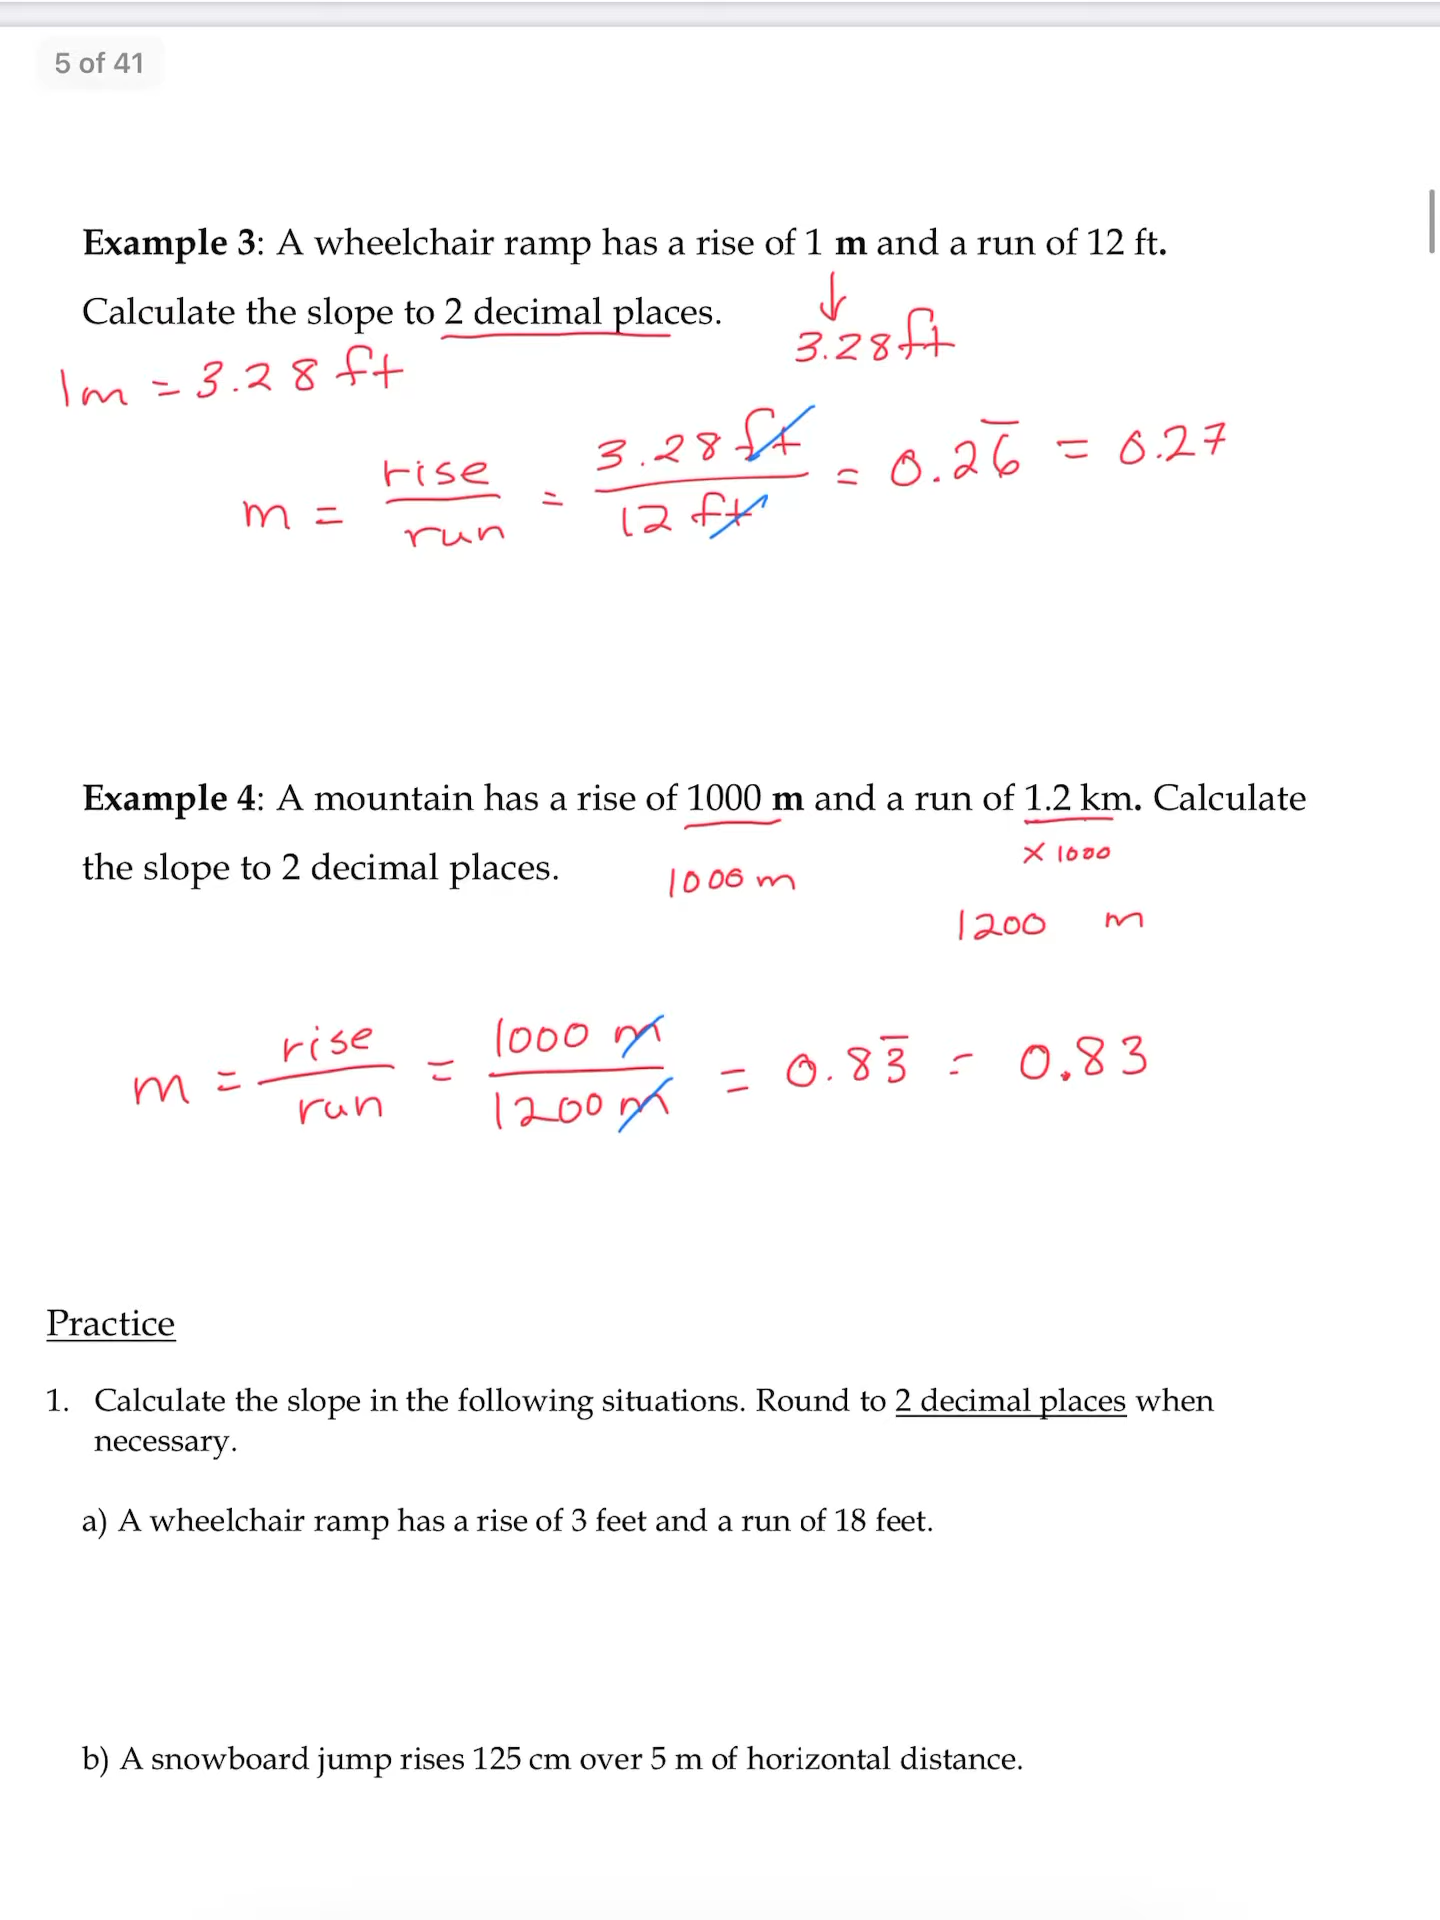 5 of 41
Example 3: A wheelchair ramp has a rise of 1 m and a run of 12 ft.
Calculate the slope to 2 decimal places.
↓
3.28 ft
1m = 3.28 ft
m = rise/run = 3.28 ft/12 ft = 0.26̅ = 0.27
Example 4: A mountain has a rise of 1000 m and a run of 1.2 km. Calculate
the slope to 2 decimal places.
× 1000
1000 m
1200 m
m = rise/run = 1000 m/1200 m = 0.83̅ = 0.83
Practice
1. Calculate the slope in the following situations. Round to 2 decimal places when
necessary.
a) A wheelchair ramp has a rise of 3 feet and a run of 18 feet.
b) A snowboard jump rises 125 cm over 5 m of horizontal distance.